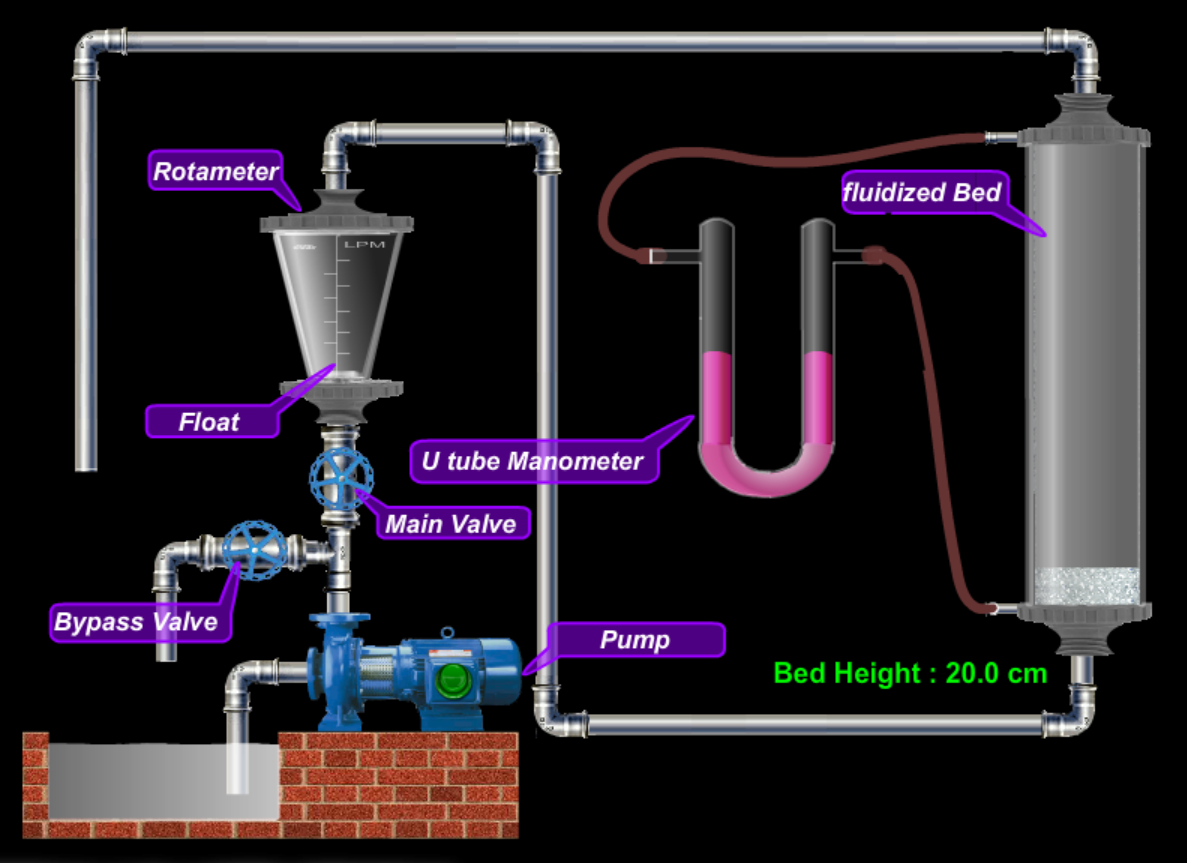 Rotameter
fluidized Bed
LPM
Float
U tube Manometer
Main Valve
Bypass Valve
Pump
Bed Height : 20.0 cm